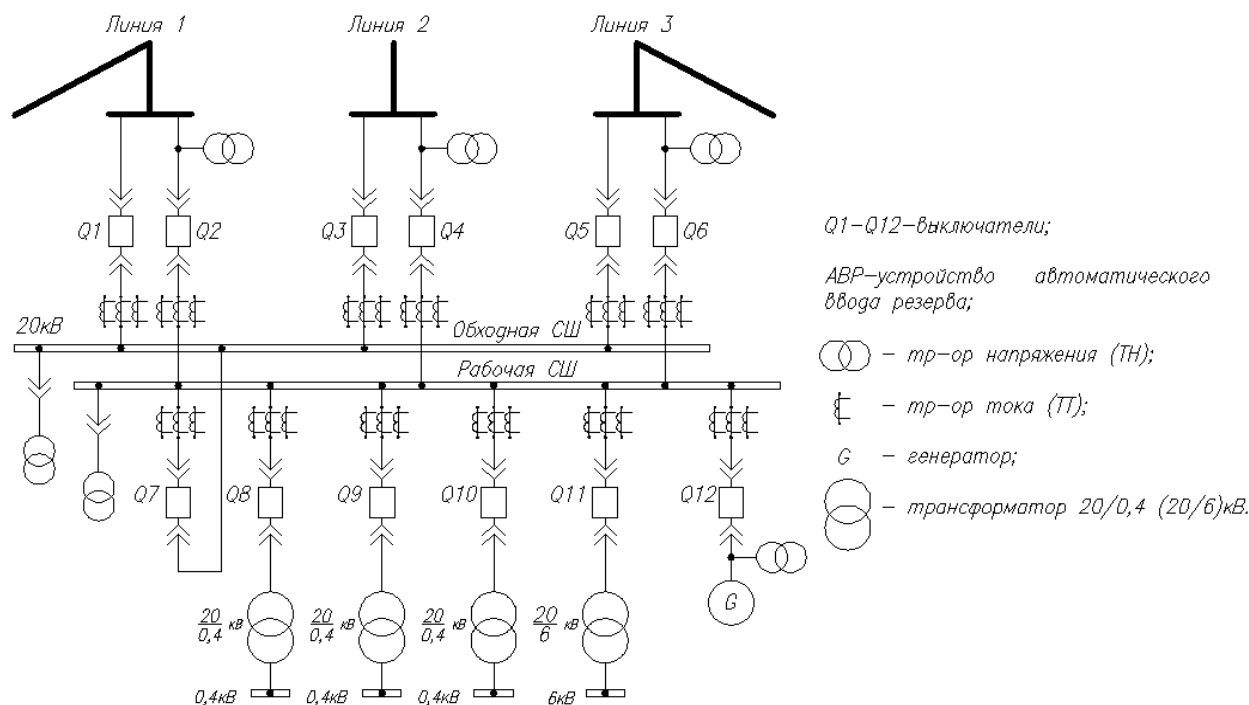 Линия 1
Линия 2
Линия 3
Q1
Q2
Q3
Q4
Q5
Q6
20кВ
Обходная СШ
Рабочая СШ
Q7
Q8
Q9
Q10
Q11
Q12
G
20
0,4 кВ
20
0,4 кВ
20
0,4 кВ
20
6 кВ
0,4кВ
0,4кВ
0,4кВ
6кВ
Q1-Q12-выключатели;
АВР-устройство автоматического
ввода резерва;
- тр-ор напряжения (ТН);
- тр-ор тока (ТТ);
G - генератор;
- трансформатор 20/0,4 (20/6)кВ.